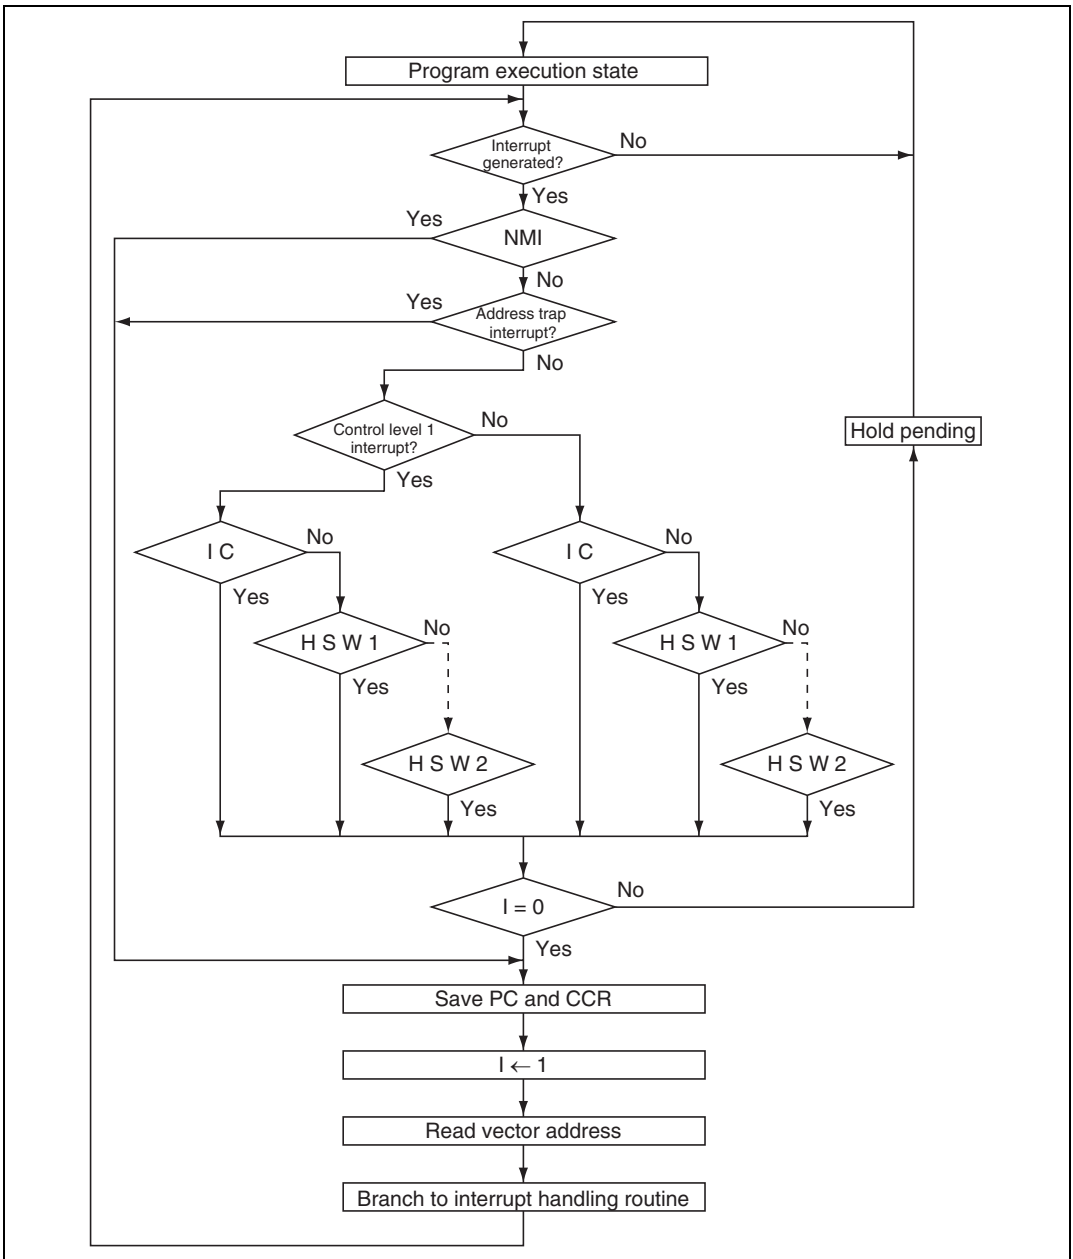 Program execution state
Interrupt
generated?
No
Yes
Yes
NMI
No
Yes
Address trap
interrupt?
No
Control level 1
interrupt?
No
Yes
Hold pending
I C
No
Yes
I C
No
Yes
H S W 1
No
Yes
H S W 1
No
Yes
H S W 2
Yes
H S W 2
Yes
I = 0
No
Yes
Save PC and CCR
I ← 1
Read vector address
Branch to interrupt handling routine